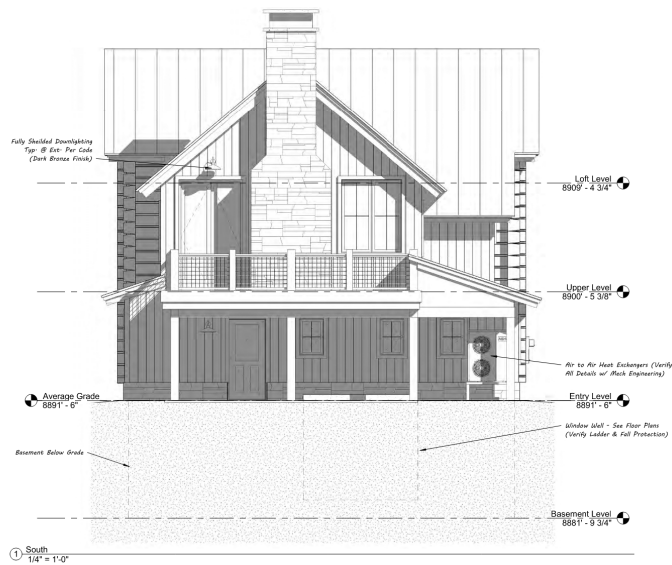 Fully Sheilded Downlighting
Typ. @ Ext. Per Code
(Dark Bronze Finish)
Loft Level
8909' - 4 3/4"
Upper Level
8900' - 5 3/8"
Air to Air Heat Exchangers (Verify
All Details w/ Mech Engineering)
Average Grade
8891' - 6"
Entry Level
8891' - 6"
Window Well - See Floor Plans
(Verify Ladder & Fall Protection)
Basement Below Grade
Basement Level
8881' - 9 3/4"
1 South
1/4" = 1'-0"